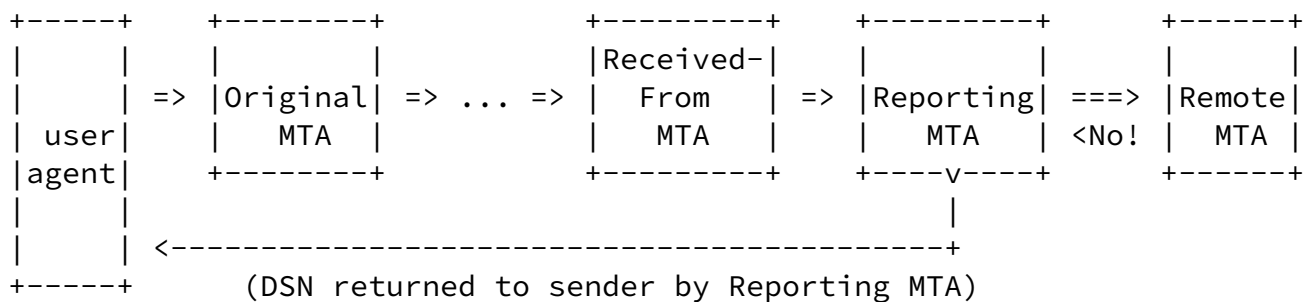 +-----+    +--------+           +---------+    +---------+      +------+
|     |    |        |           |Received-|    |         |      |      |
|     | => |Original| => ... => |  From   | => |Reporting| ===> |Remote|
| user|    |  MTA   |           |   MTA   |    |   MTA   | <No! |  MTA |
|agent|    +--------+           +---------+    +----v----+      +------+
|     |                                             |
|     | <-------------------------------------------+
+-----+      (DSN returned to sender by Reporting MTA)